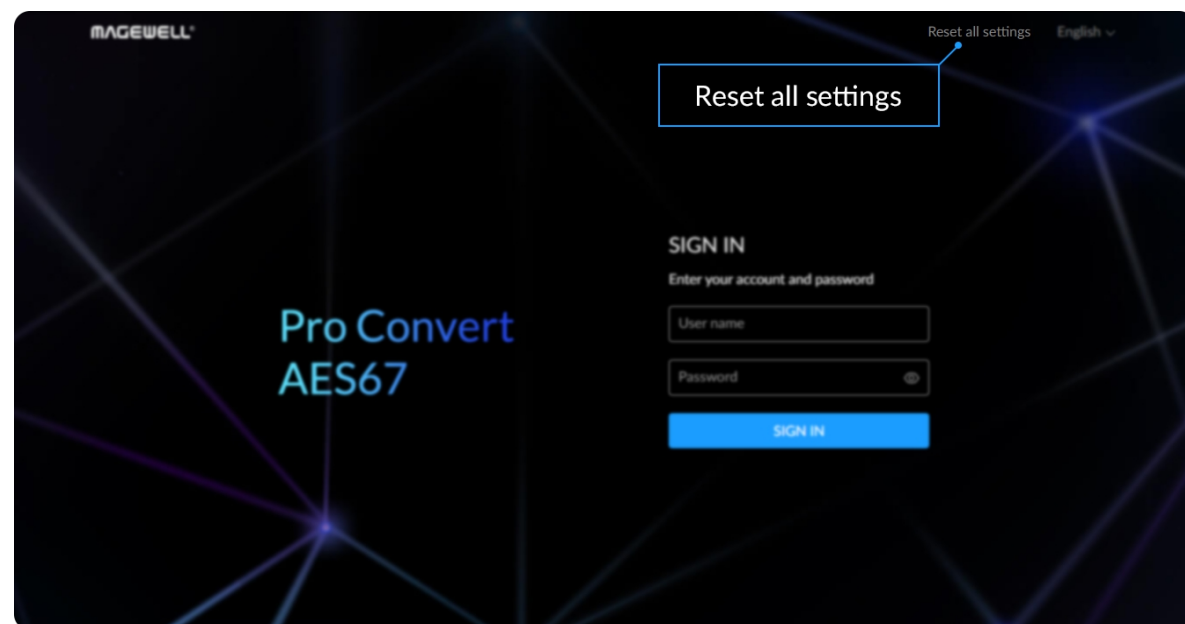 MAGEWELL®
Reset all settings
English
Reset all settings
SIGN IN
Enter your account and password
User name
Pro Convert
AES67
Password
SIGN IN